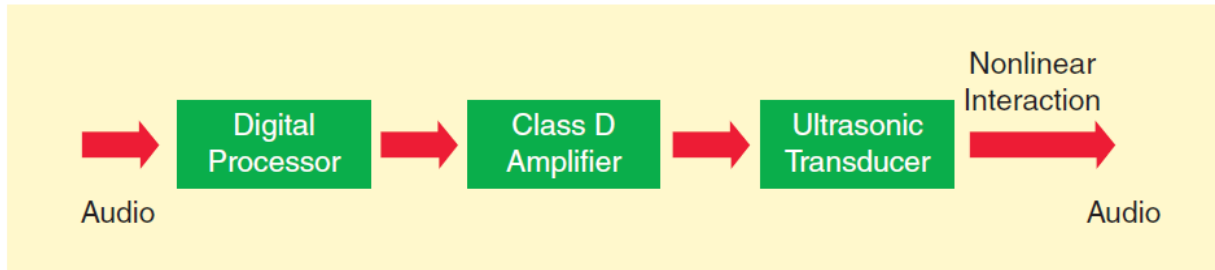 Audio
Digital
Processor
Class D
Amplifier
Ultrasonic
Transducer
Nonlinear
Interaction
Audio